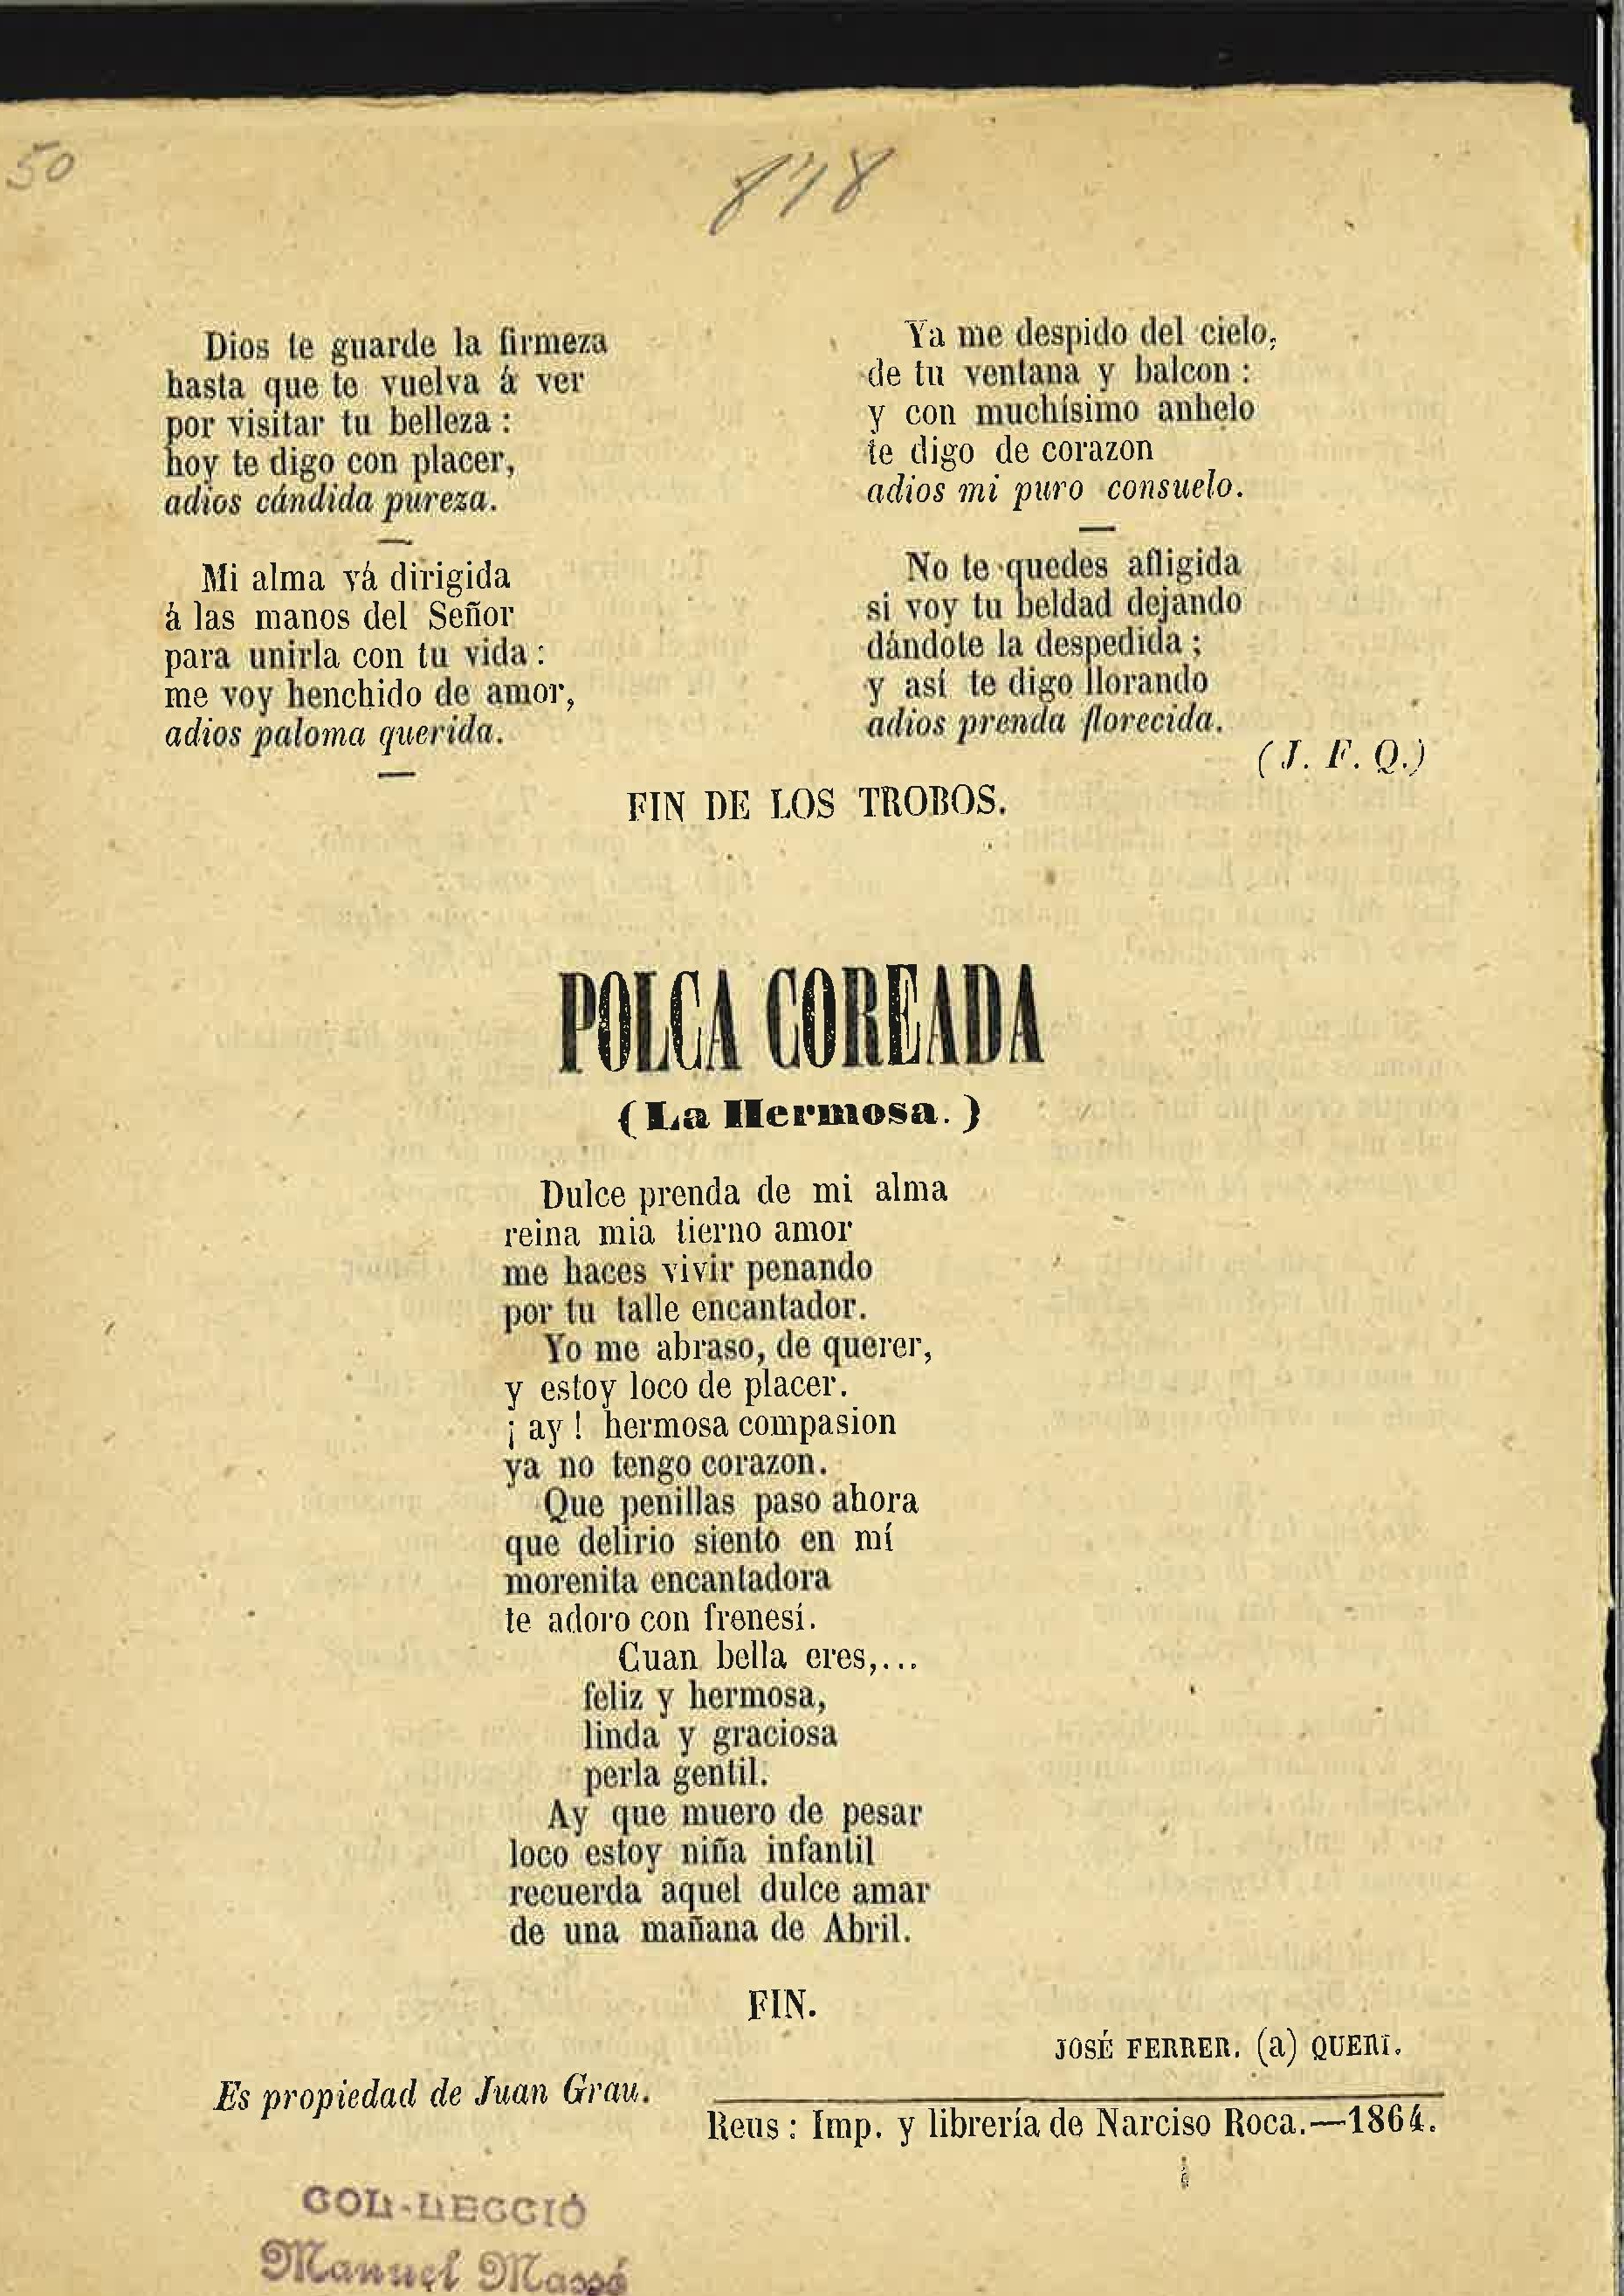 50
818
Dios te guarde la firmeza
hasta que te vuelva á ver
por visitar tu belleza :
hoy te digo con placer,
adios cándida pureza.
Mi alma vá dirigida
á las manos del Señor
para unirla con tu vida :
me voy henchido de amor,
adios paloma querida.
Ya me despido del cielo,
de tu ventana y balcon :
y con muchísimo anhelo
te digo de corazon
adios mi puro consuelo.
No te quedes afligida
si voy tu beldad dejando
dándote la despedida ;
y así te digo llorando
adios prenda florecida.
(J. F. Q.)
FIN DE LOS TROBOS.
POLCA COREADA
(La Hermosa.)
Dulce prenda de mi alma
reina mia tierno amor
me haces vivir penando
por tu talle encantador.
Yo me abraso, de querer,
y estoy loco de placer.
¡ ay ! hermosa compasion
ya no tengo corazon.
Que penillas paso ahora
que delirio siento en mí
morenita encantadora
te adoro con frenesí.
Cuan bella eres,...
feliz y hermosa,
linda y graciosa
perla gentil.
Ay que muero de pesar
loco estoy niña infantil
recuerda aquel dulce amar
de una mañana de Abril.
FIN.
JOSÉ FERRER. (a) QUERI.
Es propiedad de Juan Grau.
Reus : Imp. y librería de Narciso Roca.—1864.
COL·LECCIÓ
Manuel Massó